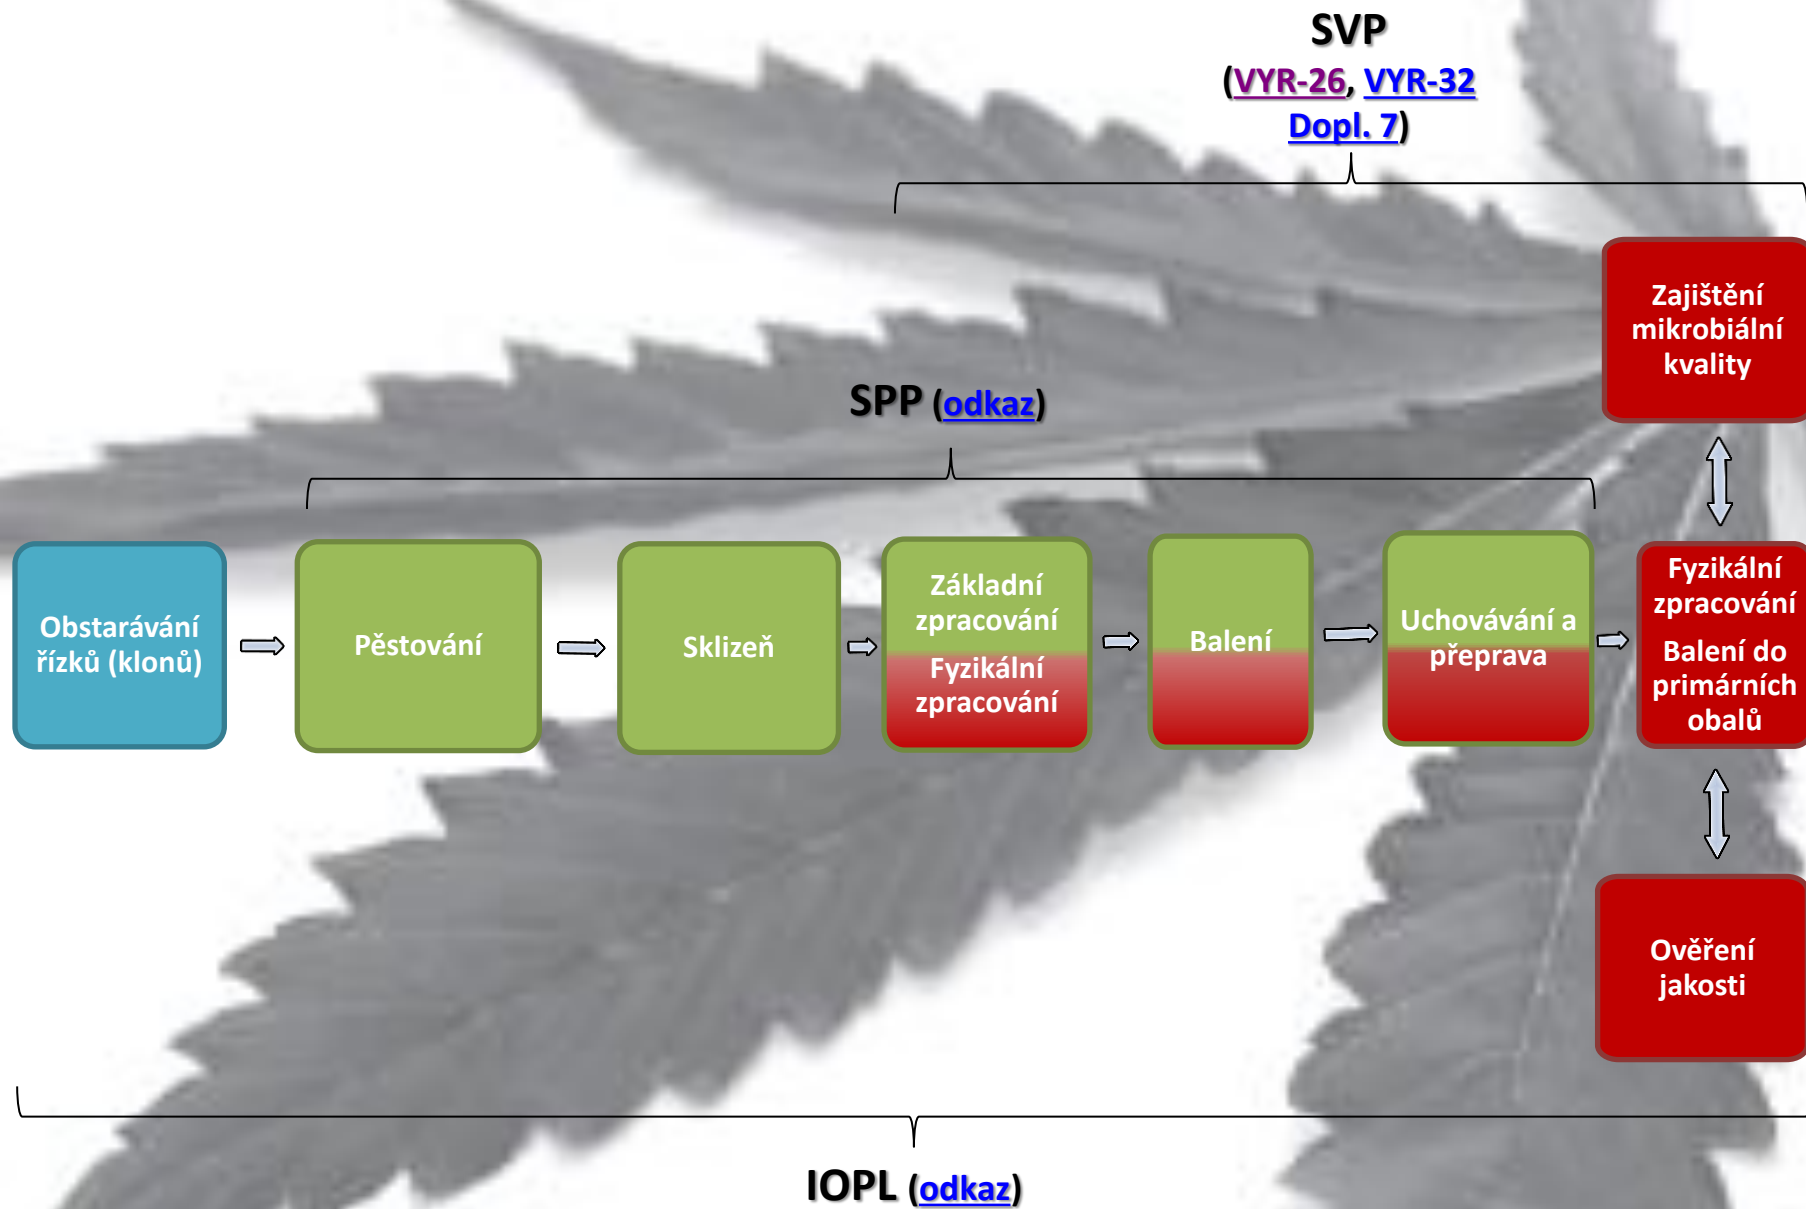 SVP
(VYR-26, VYR-32
Dopl. 7)
Zajištění
mikrobiální
kvality
SPP (odkaz)
Obstarávání
řízků (klonů)
Pěstování
Sklizeň
Základní
zpracování
Fyzikální
zpracování
Balení
Uchovávání a
přeprava
Fyzikální
zpracování
Balení do
primárních
obalů
Ověření
jakosti
IOPL (odkaz)